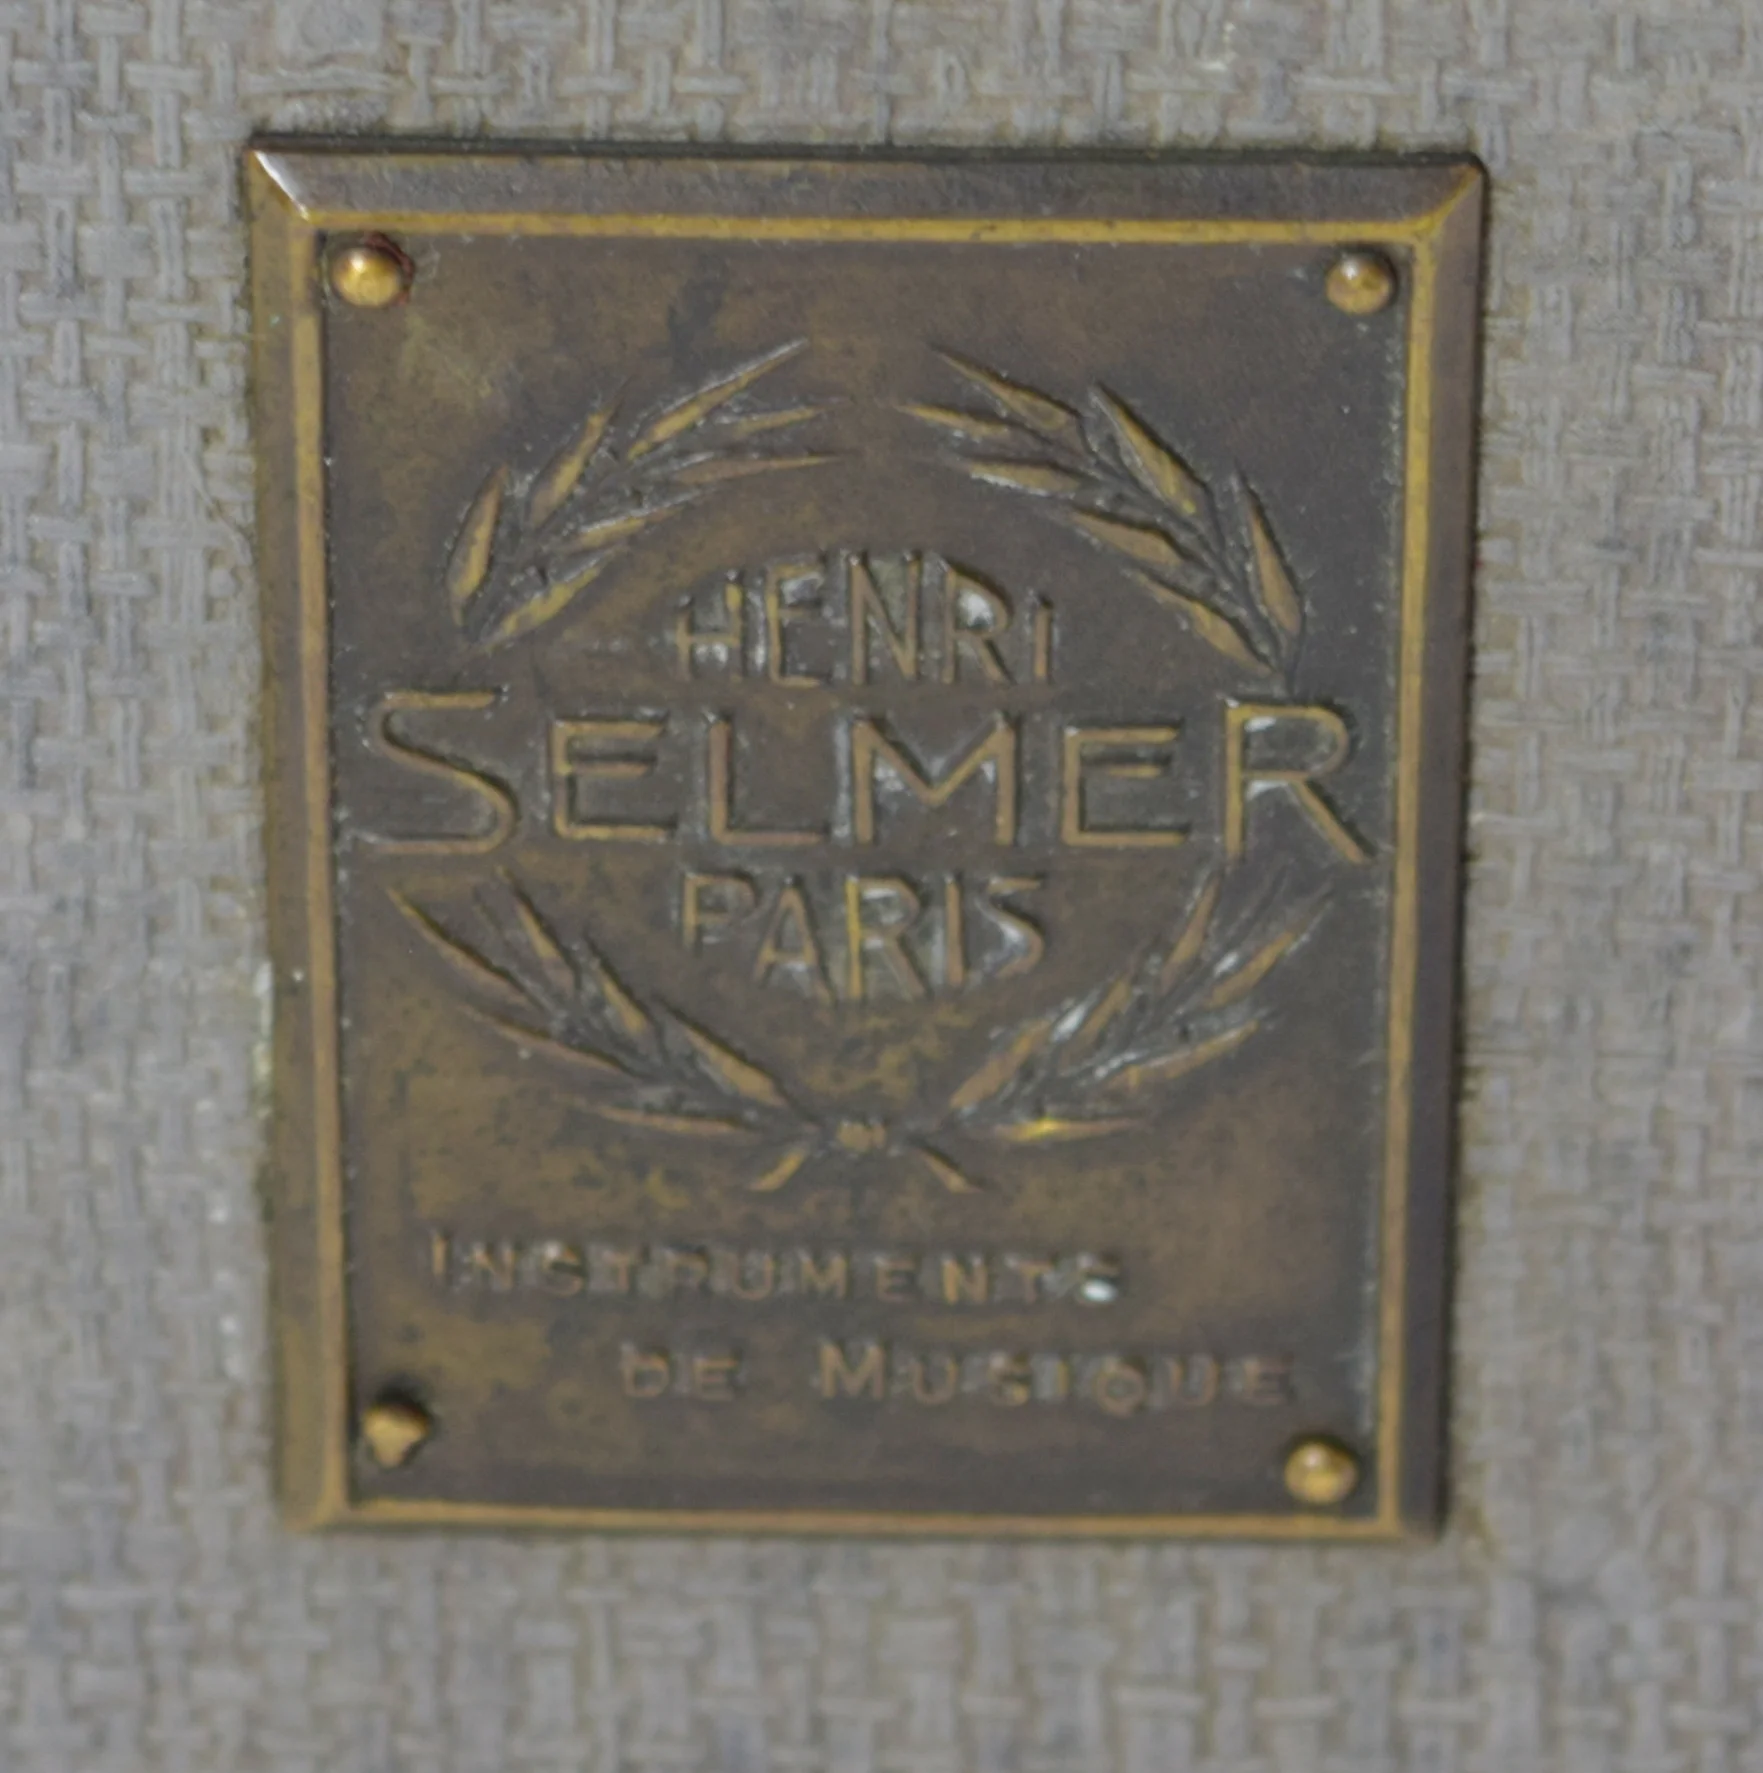 HENRI
SELMER
PARIS
INSTRUMENTS
DE MUSIQUE